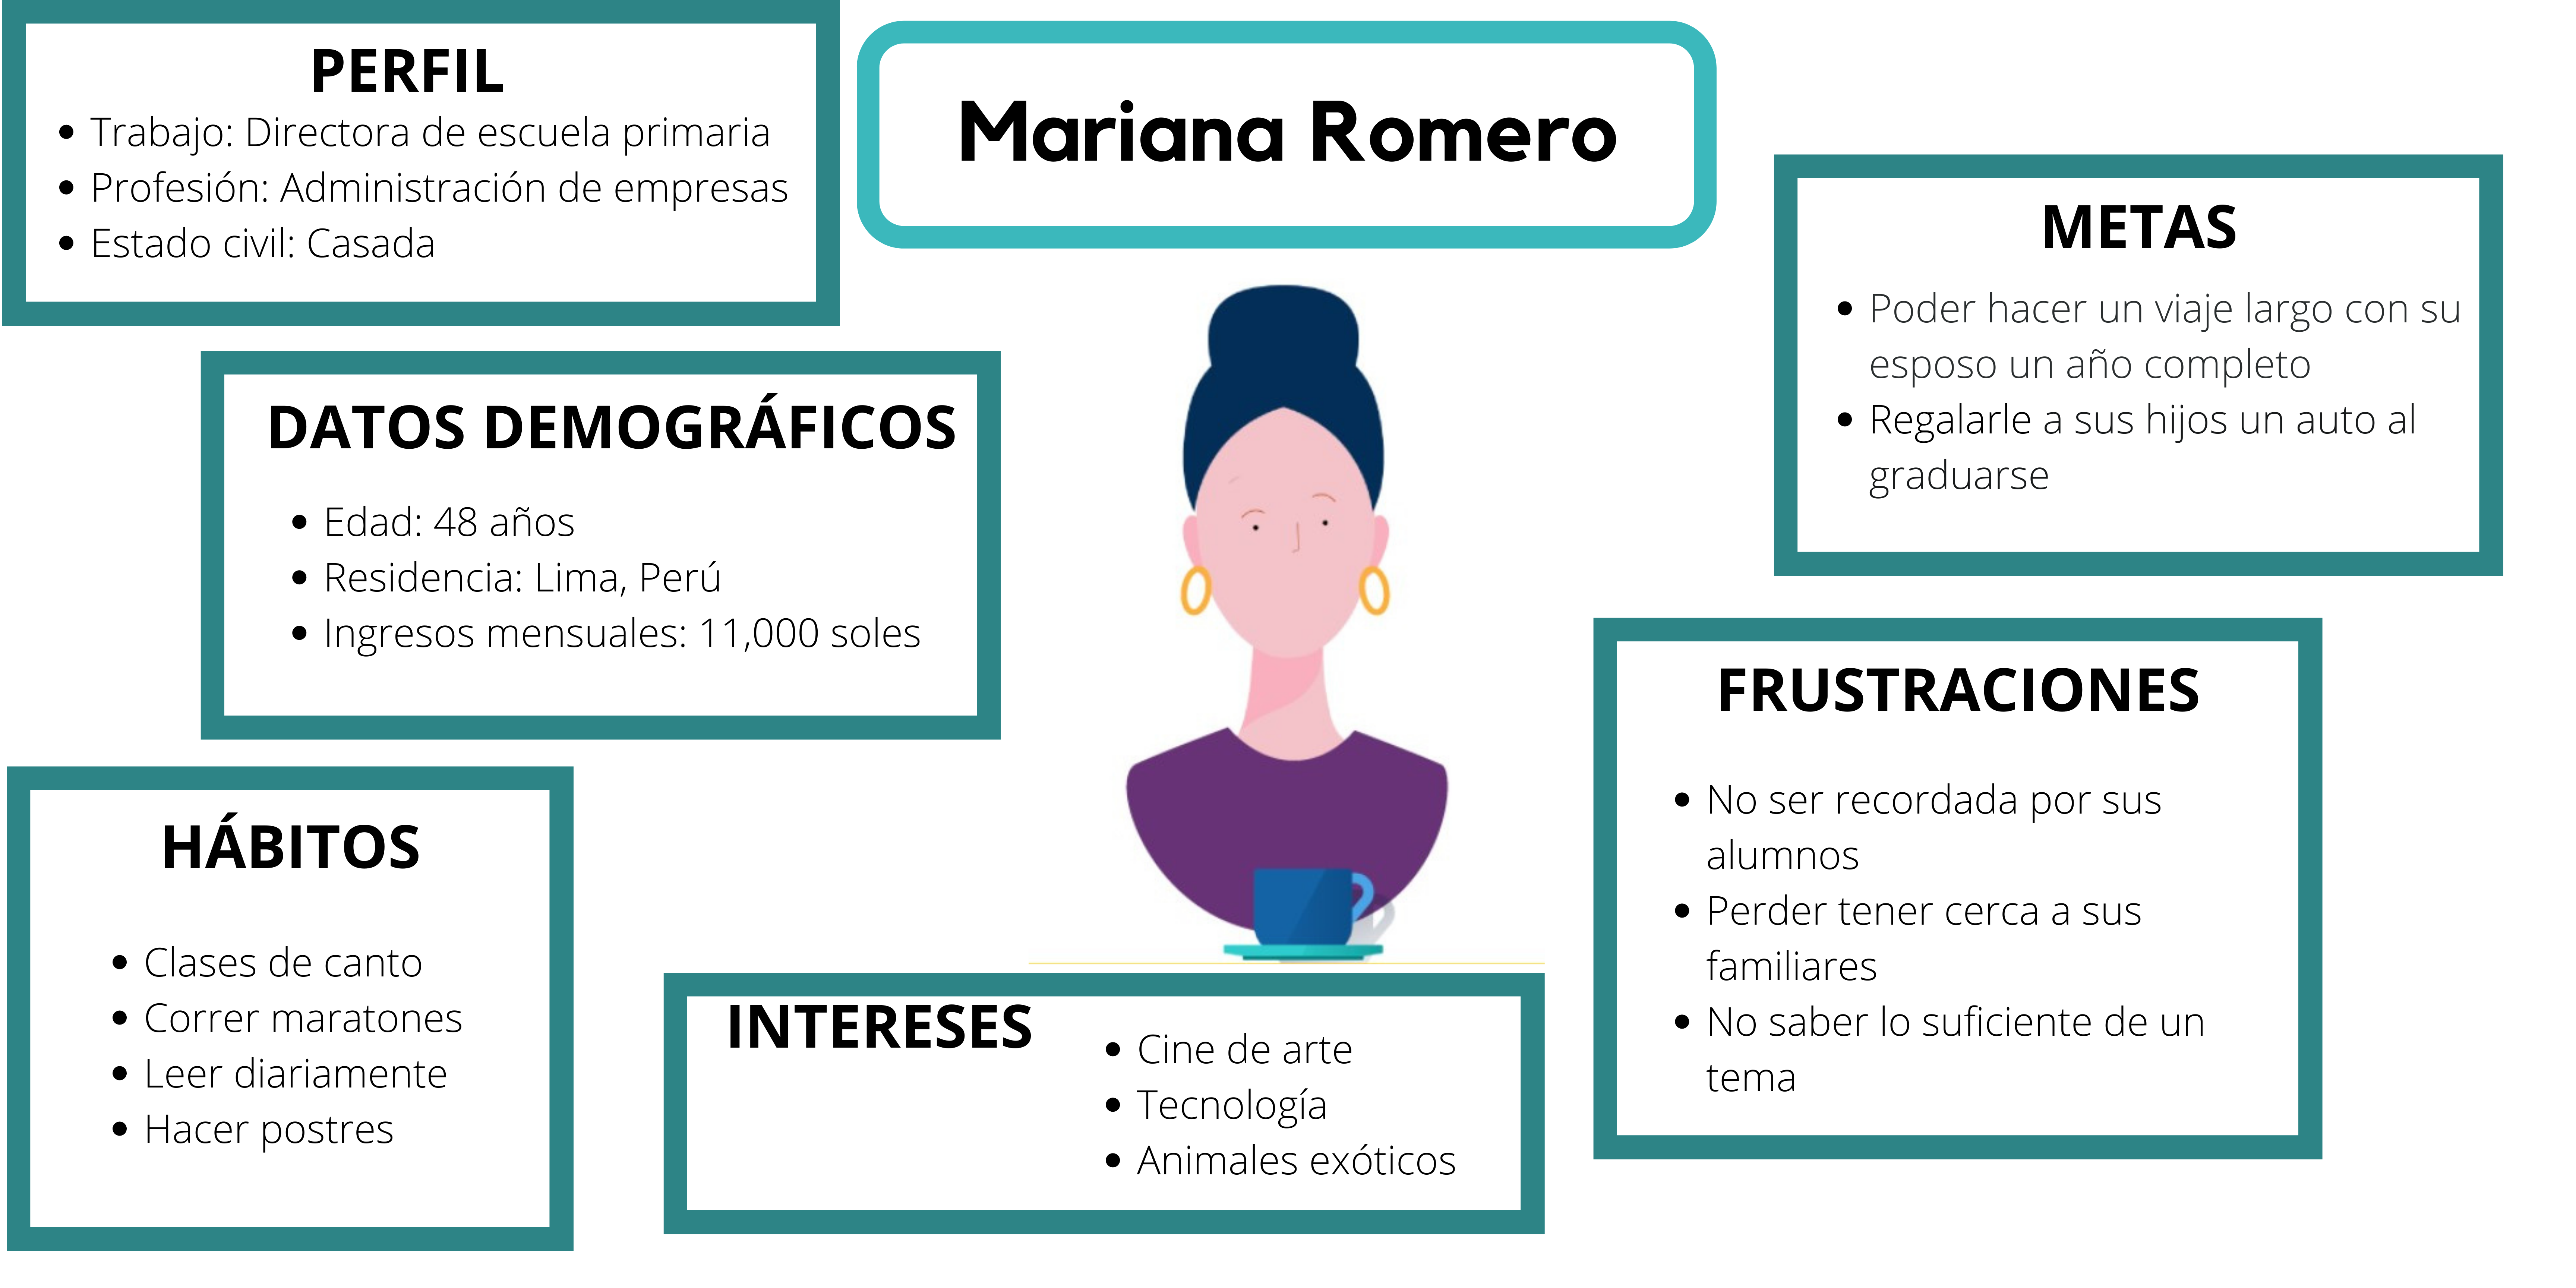 PERFIL
• Trabajo: Directora de escuela primaria
• Profesión: Administración de empresas
• Estado civil: Casada
Mariana Romero
METAS
• Poder hacer un viaje largo con su
esposo un año completo
• Regalarle a sus hijos un auto al
graduarse
DATOS DEMOGRÁFICOS
• Edad: 48 años
• Residencia: Lima, Perú
• Ingresos mensuales: 11,000 soles
FRUSTRACIONES
• No ser recordada por sus
alumnos
• Perder tener cerca a sus
familiares
• No saber lo suficiente de un
tema
HÁBITOS
• Clases de canto
• Correr maratones
• Leer diariamente
• Hacer postres
INTERESES
• Cine de arte
• Tecnología
• Animales exóticos